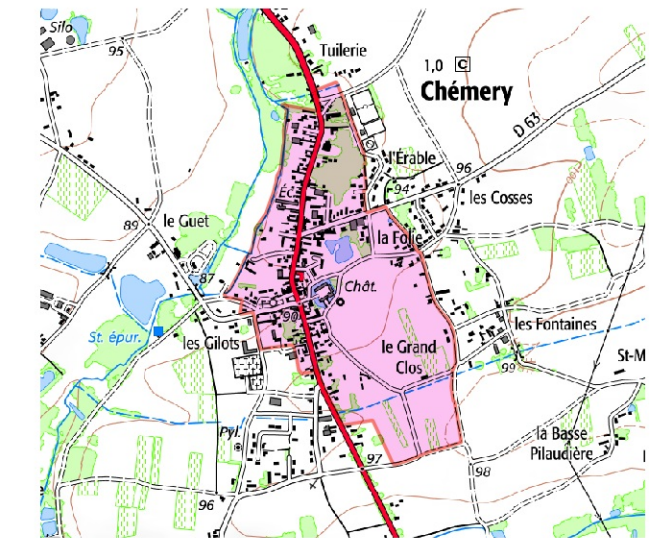 Silo
95
Tuilerie
1,0 C
Chémery
D 63
l'Érable
96
Éc.
94
les Cosses
le Guet
89
la Folie
87
Chât.
90
St. épur.
les Gilots
les Fontaines
le Grand
Clos
99
St-M
Pyl.
la Basse
Pilaudière
97
98
96